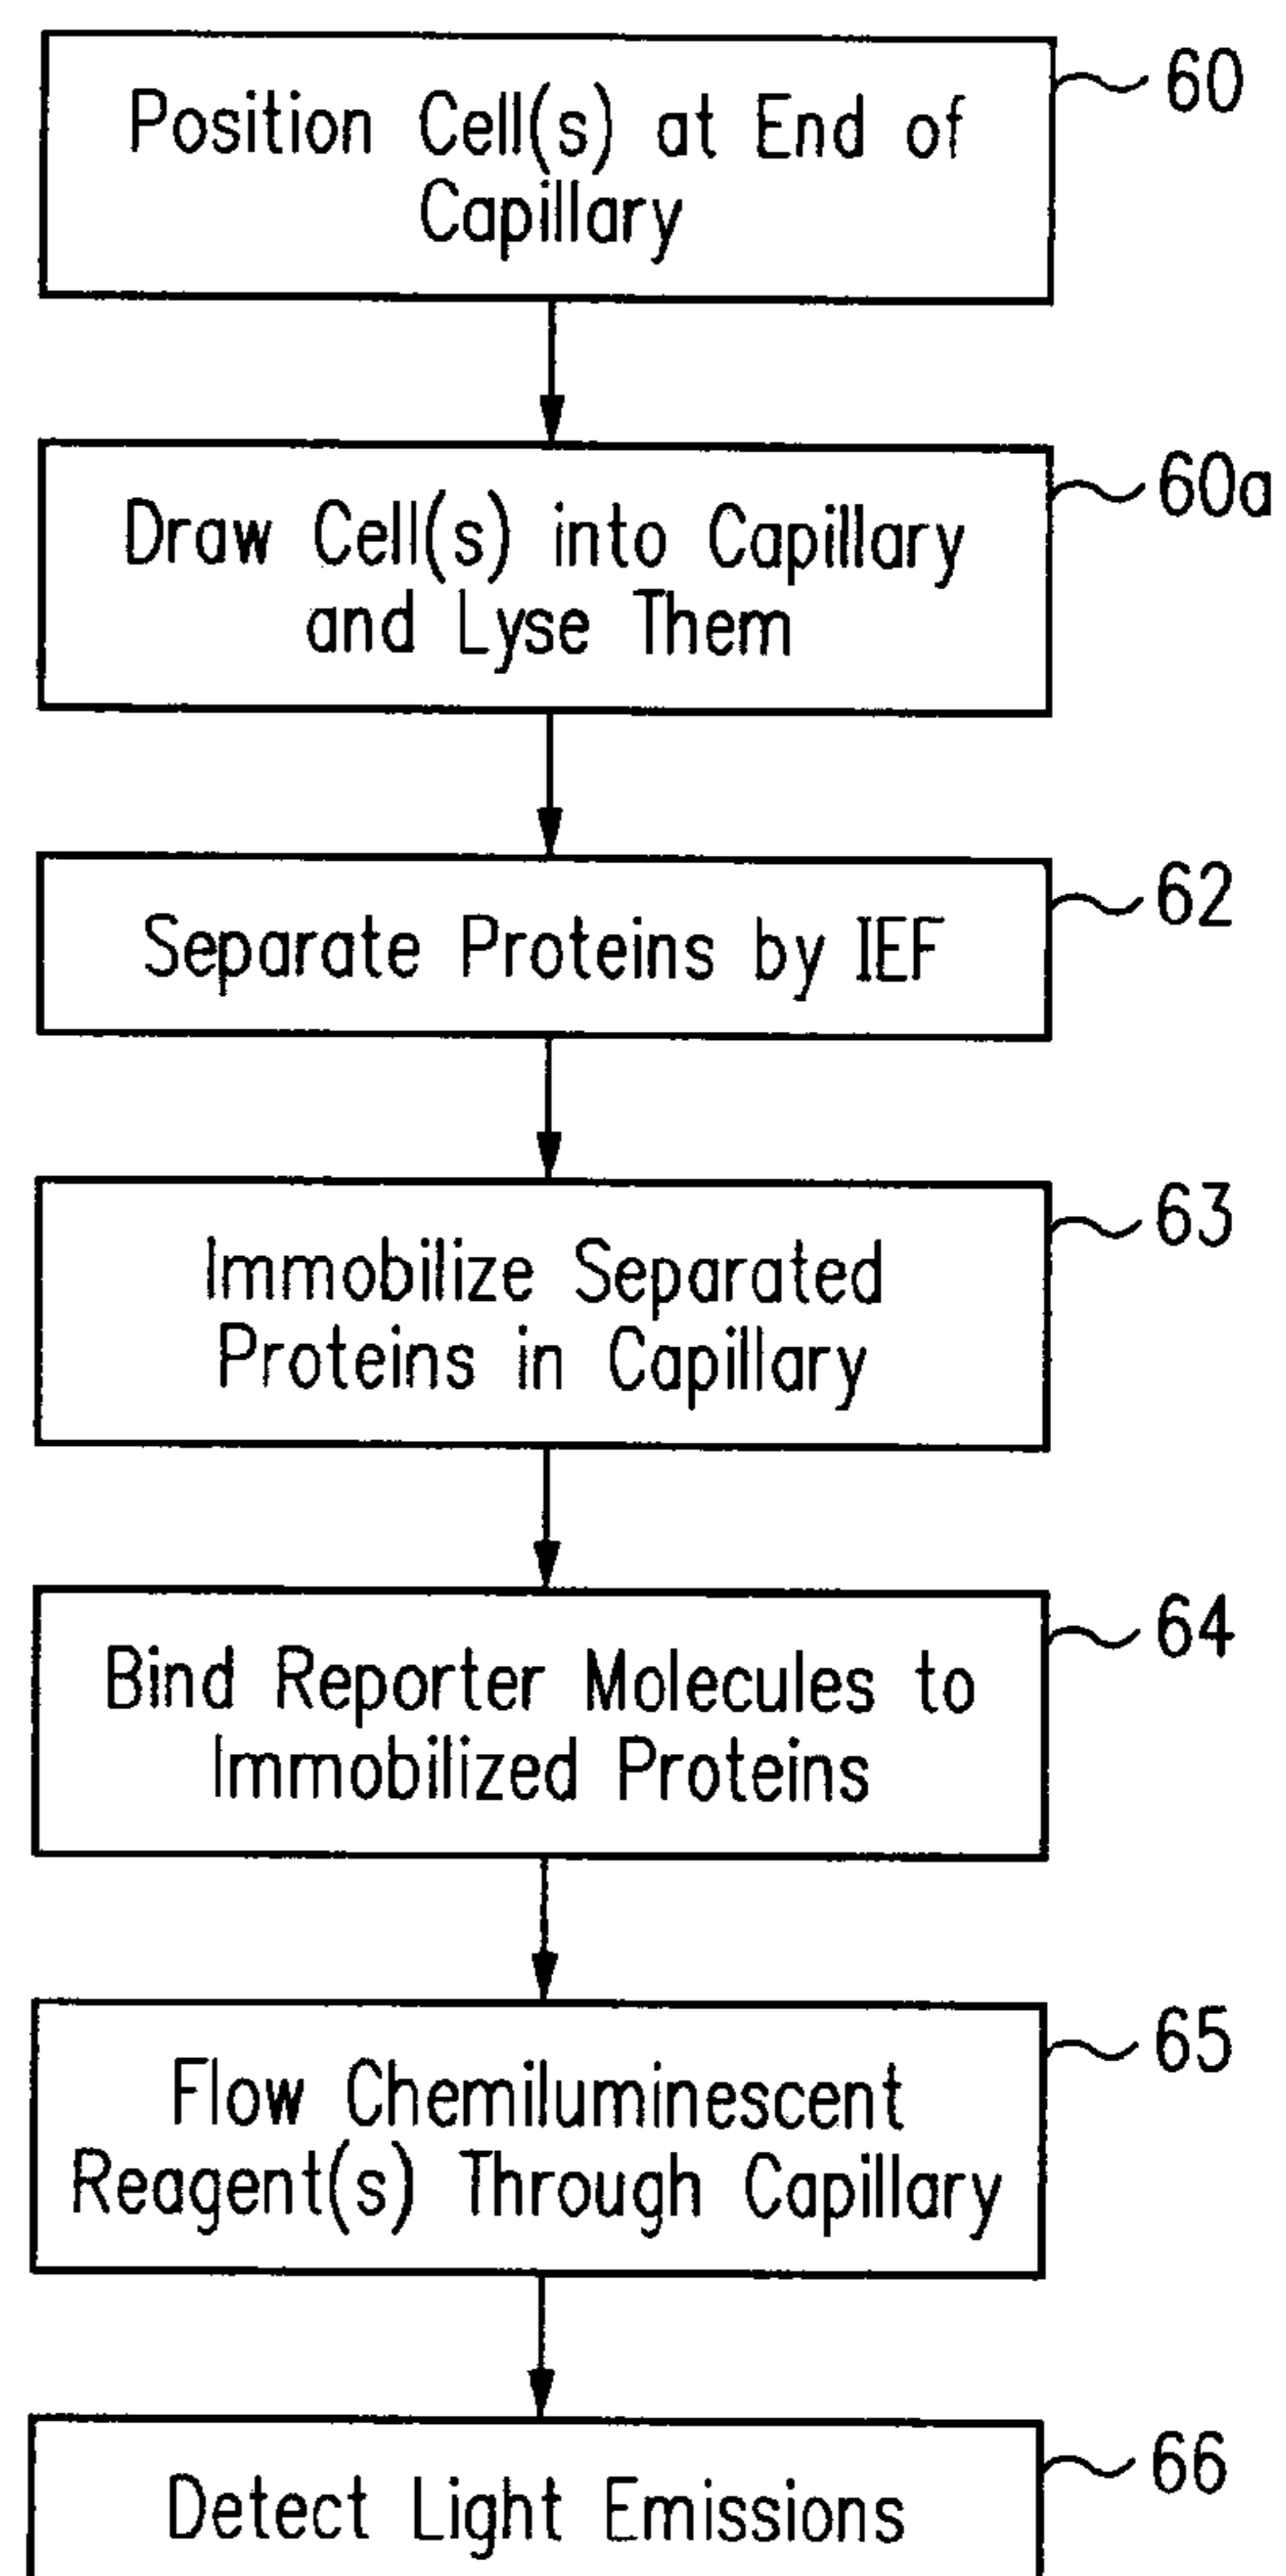 Position Cell(s) at End of
Capillary
60
Draw Cell(s) into Capillary
and Lyse Them
60a
Separate Proteins by IEF
62
Immobilize Separated
Proteins in Capillary
63
Bind Reporter Molecules to
Immobilized Proteins
64
Flow Chemiluminescent
Reagent(s) Through Capillary
65
Detect Light Emissions
66